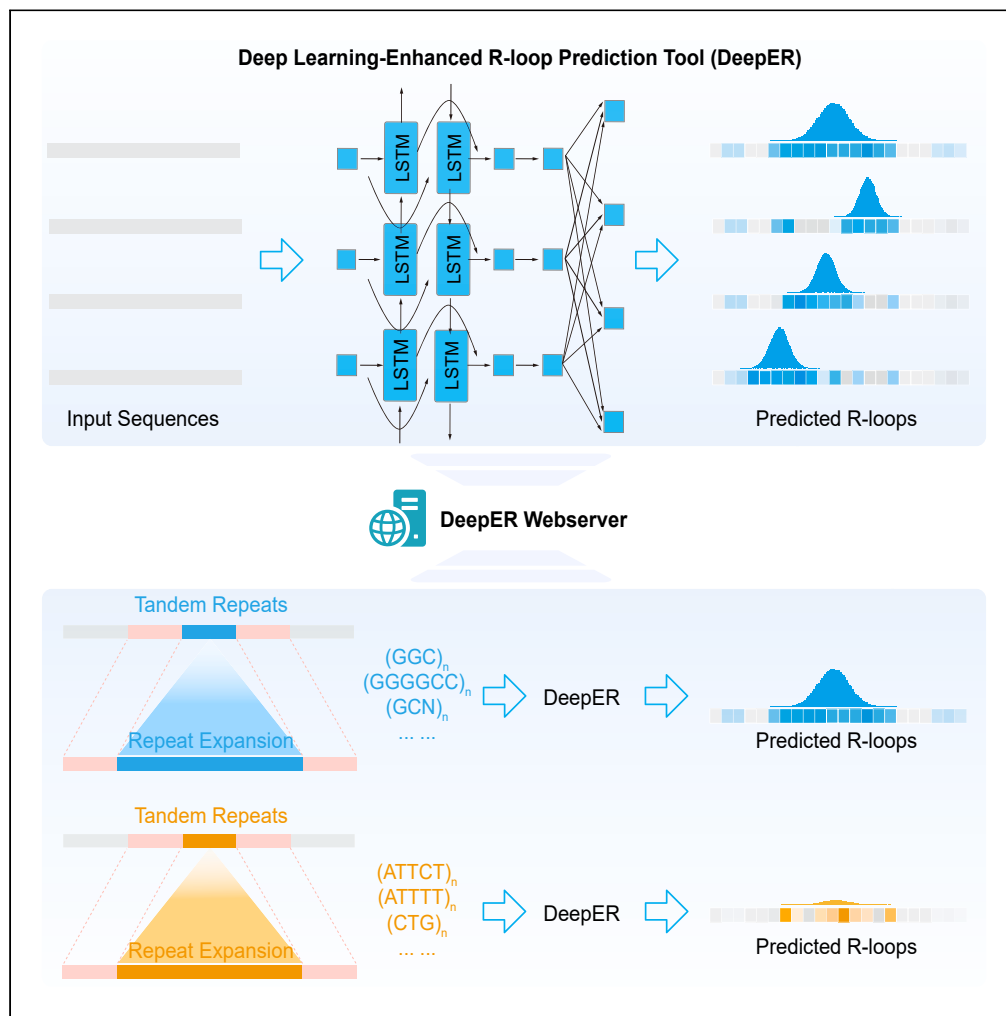 Deep Learning-Enhanced R-loop Prediction Tool (DeepER)
LSTM
LSTM
LSTM
LSTM
LSTM
LSTM
Input Sequences
Predicted R-loops
DeepER Webserver
Tandem Repeats
(GGC)n
(GGGGCC)n
(GCN)n
... ...
DeepER
Repeat Expansion
Predicted R-loops
Tandem Repeats
(ATTCT)n
(ATTTT)n
(CTG)n
... ...
DeepER
Repeat Expansion
Predicted R-loops